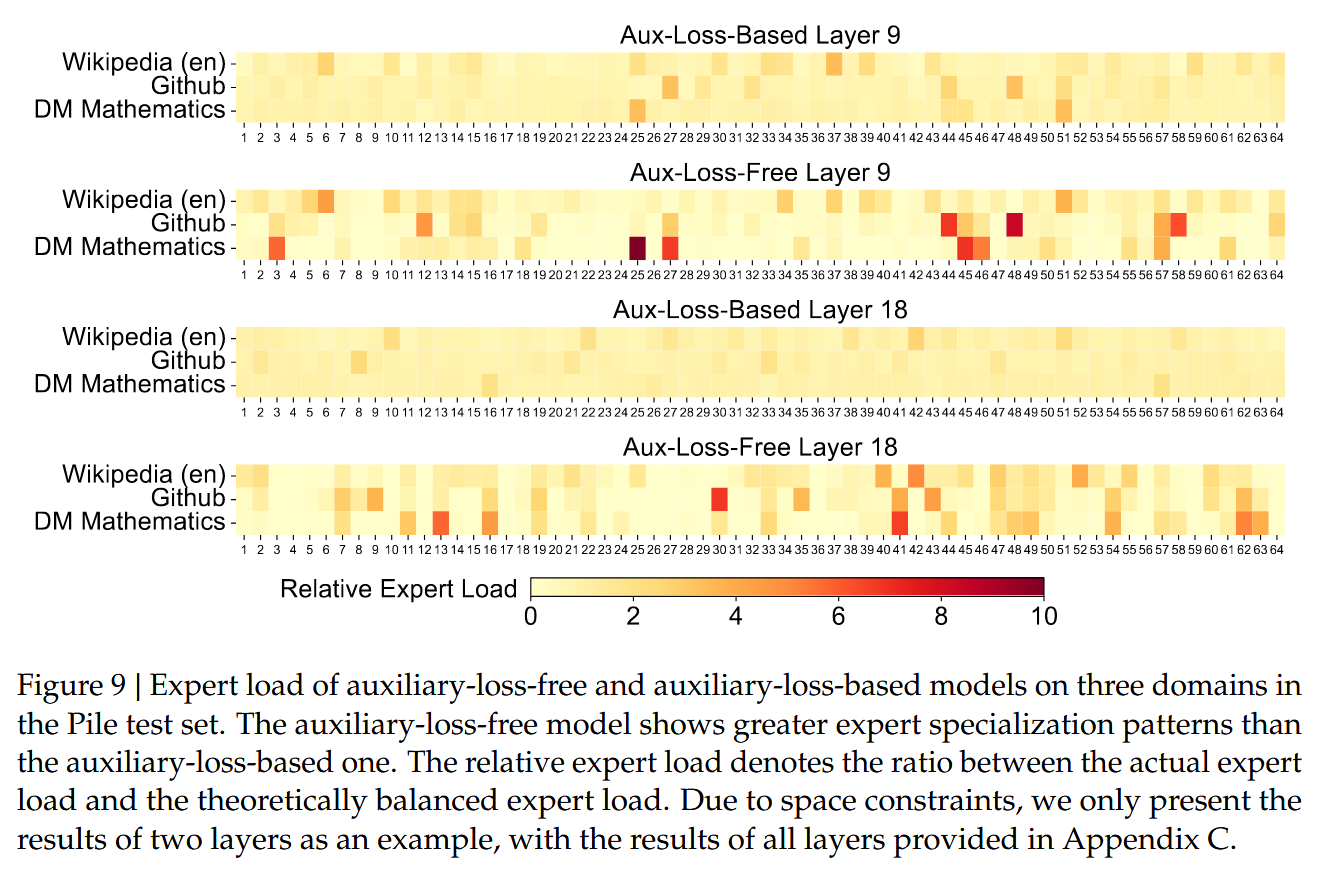 Aux-Loss-Based Layer 9
Wikipedia (en)
Github
DM Mathematics
1 2 3 4 5 6 7 8 9 10 11 12 13 14 15 16 17 18 19 20 21 22 23 24 25 26 27 28 29 30 31 32 33 34 35 36 37 38 39 40 41 42 43 44 45 46 47 48 49 50 51 52 53 54 55 56 57 58 59 60 61 62 63 64
Aux-Loss-Free Layer 9
Wikipedia (en)
Github
DM Mathematics
1 2 3 4 5 6 7 8 9 10 11 12 13 14 15 16 17 18 19 20 21 22 23 24 25 26 27 28 29 30 31 32 33 34 35 36 37 38 39 40 41 42 43 44 45 46 47 48 49 50 51 52 53 54 55 56 57 58 59 60 61 62 63 64
Aux-Loss-Based Layer 18
Wikipedia (en)
Github
DM Mathematics
1 2 3 4 5 6 7 8 9 10 11 12 13 14 15 16 17 18 19 20 21 22 23 24 25 26 27 28 29 30 31 32 33 34 35 36 37 38 39 40 41 42 43 44 45 46 47 48 49 50 51 52 53 54 55 56 57 58 59 60 61 62 63 64
Aux-Loss-Free Layer 18
Wikipedia (en)
Github
DM Mathematics
1 2 3 4 5 6 7 8 9 10 11 12 13 14 15 16 17 18 19 20 21 22 23 24 25 26 27 28 29 30 31 32 33 34 35 36 37 38 39 40 41 42 43 44 45 46 47 48 49 50 51 52 53 54 55 56 57 58 59 60 61 62 63 64
Relative Expert Load
0 2 4 6 8 10
Figure 9 | Expert load of auxiliary-loss-free and auxiliary-loss-based models on three domains in
the Pile test set. The auxiliary-loss-free model shows greater expert specialization patterns than
the auxiliary-loss-based one. The relative expert load denotes the ratio between the actual expert
load and the theoretically balanced expert load. Due to space constraints, we only present the
results of two layers as an example, with the results of all layers provided in Appendix C.